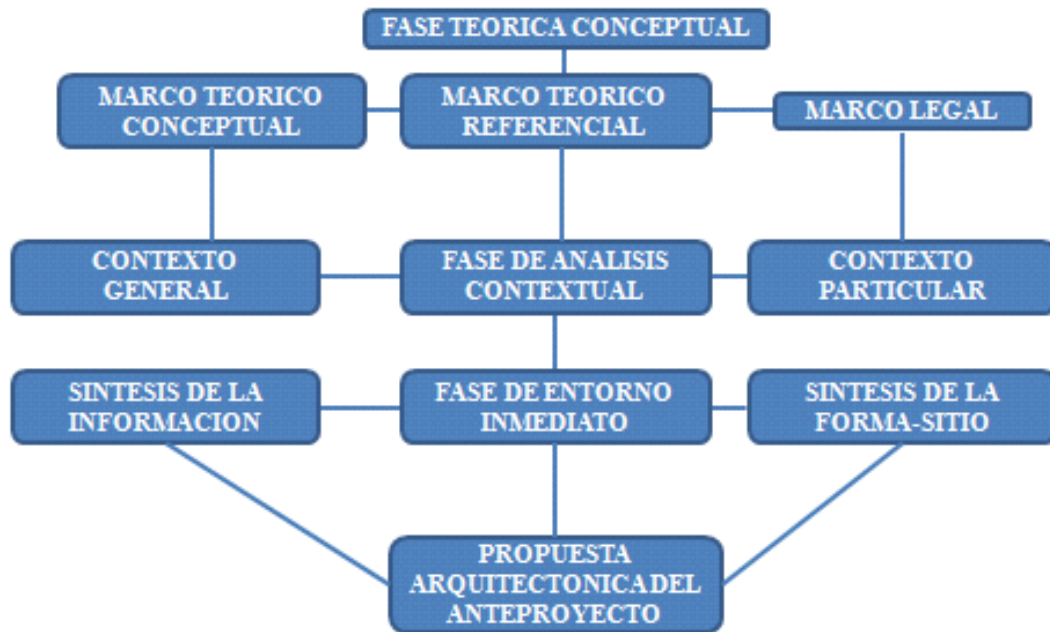 FASE TEORICA CONCEPTUAL
MARCO TEORICO
CONCEPTUAL
MARCO TEORICO
REFERENCIAL
MARCO LEGAL
CONTEXTO
GENERAL
FASE DE ANALISIS
CONTEXTUAL
CONTEXTO
PARTICULAR
SINTESIS DE LA
INFORMACION
FASE DE ENTORNO
INMEDIATO
SINTESIS DE LA
FORMA-SITIO
PROPUESTA
ARQUITECTONICA DEL
ANTEPROYECTO